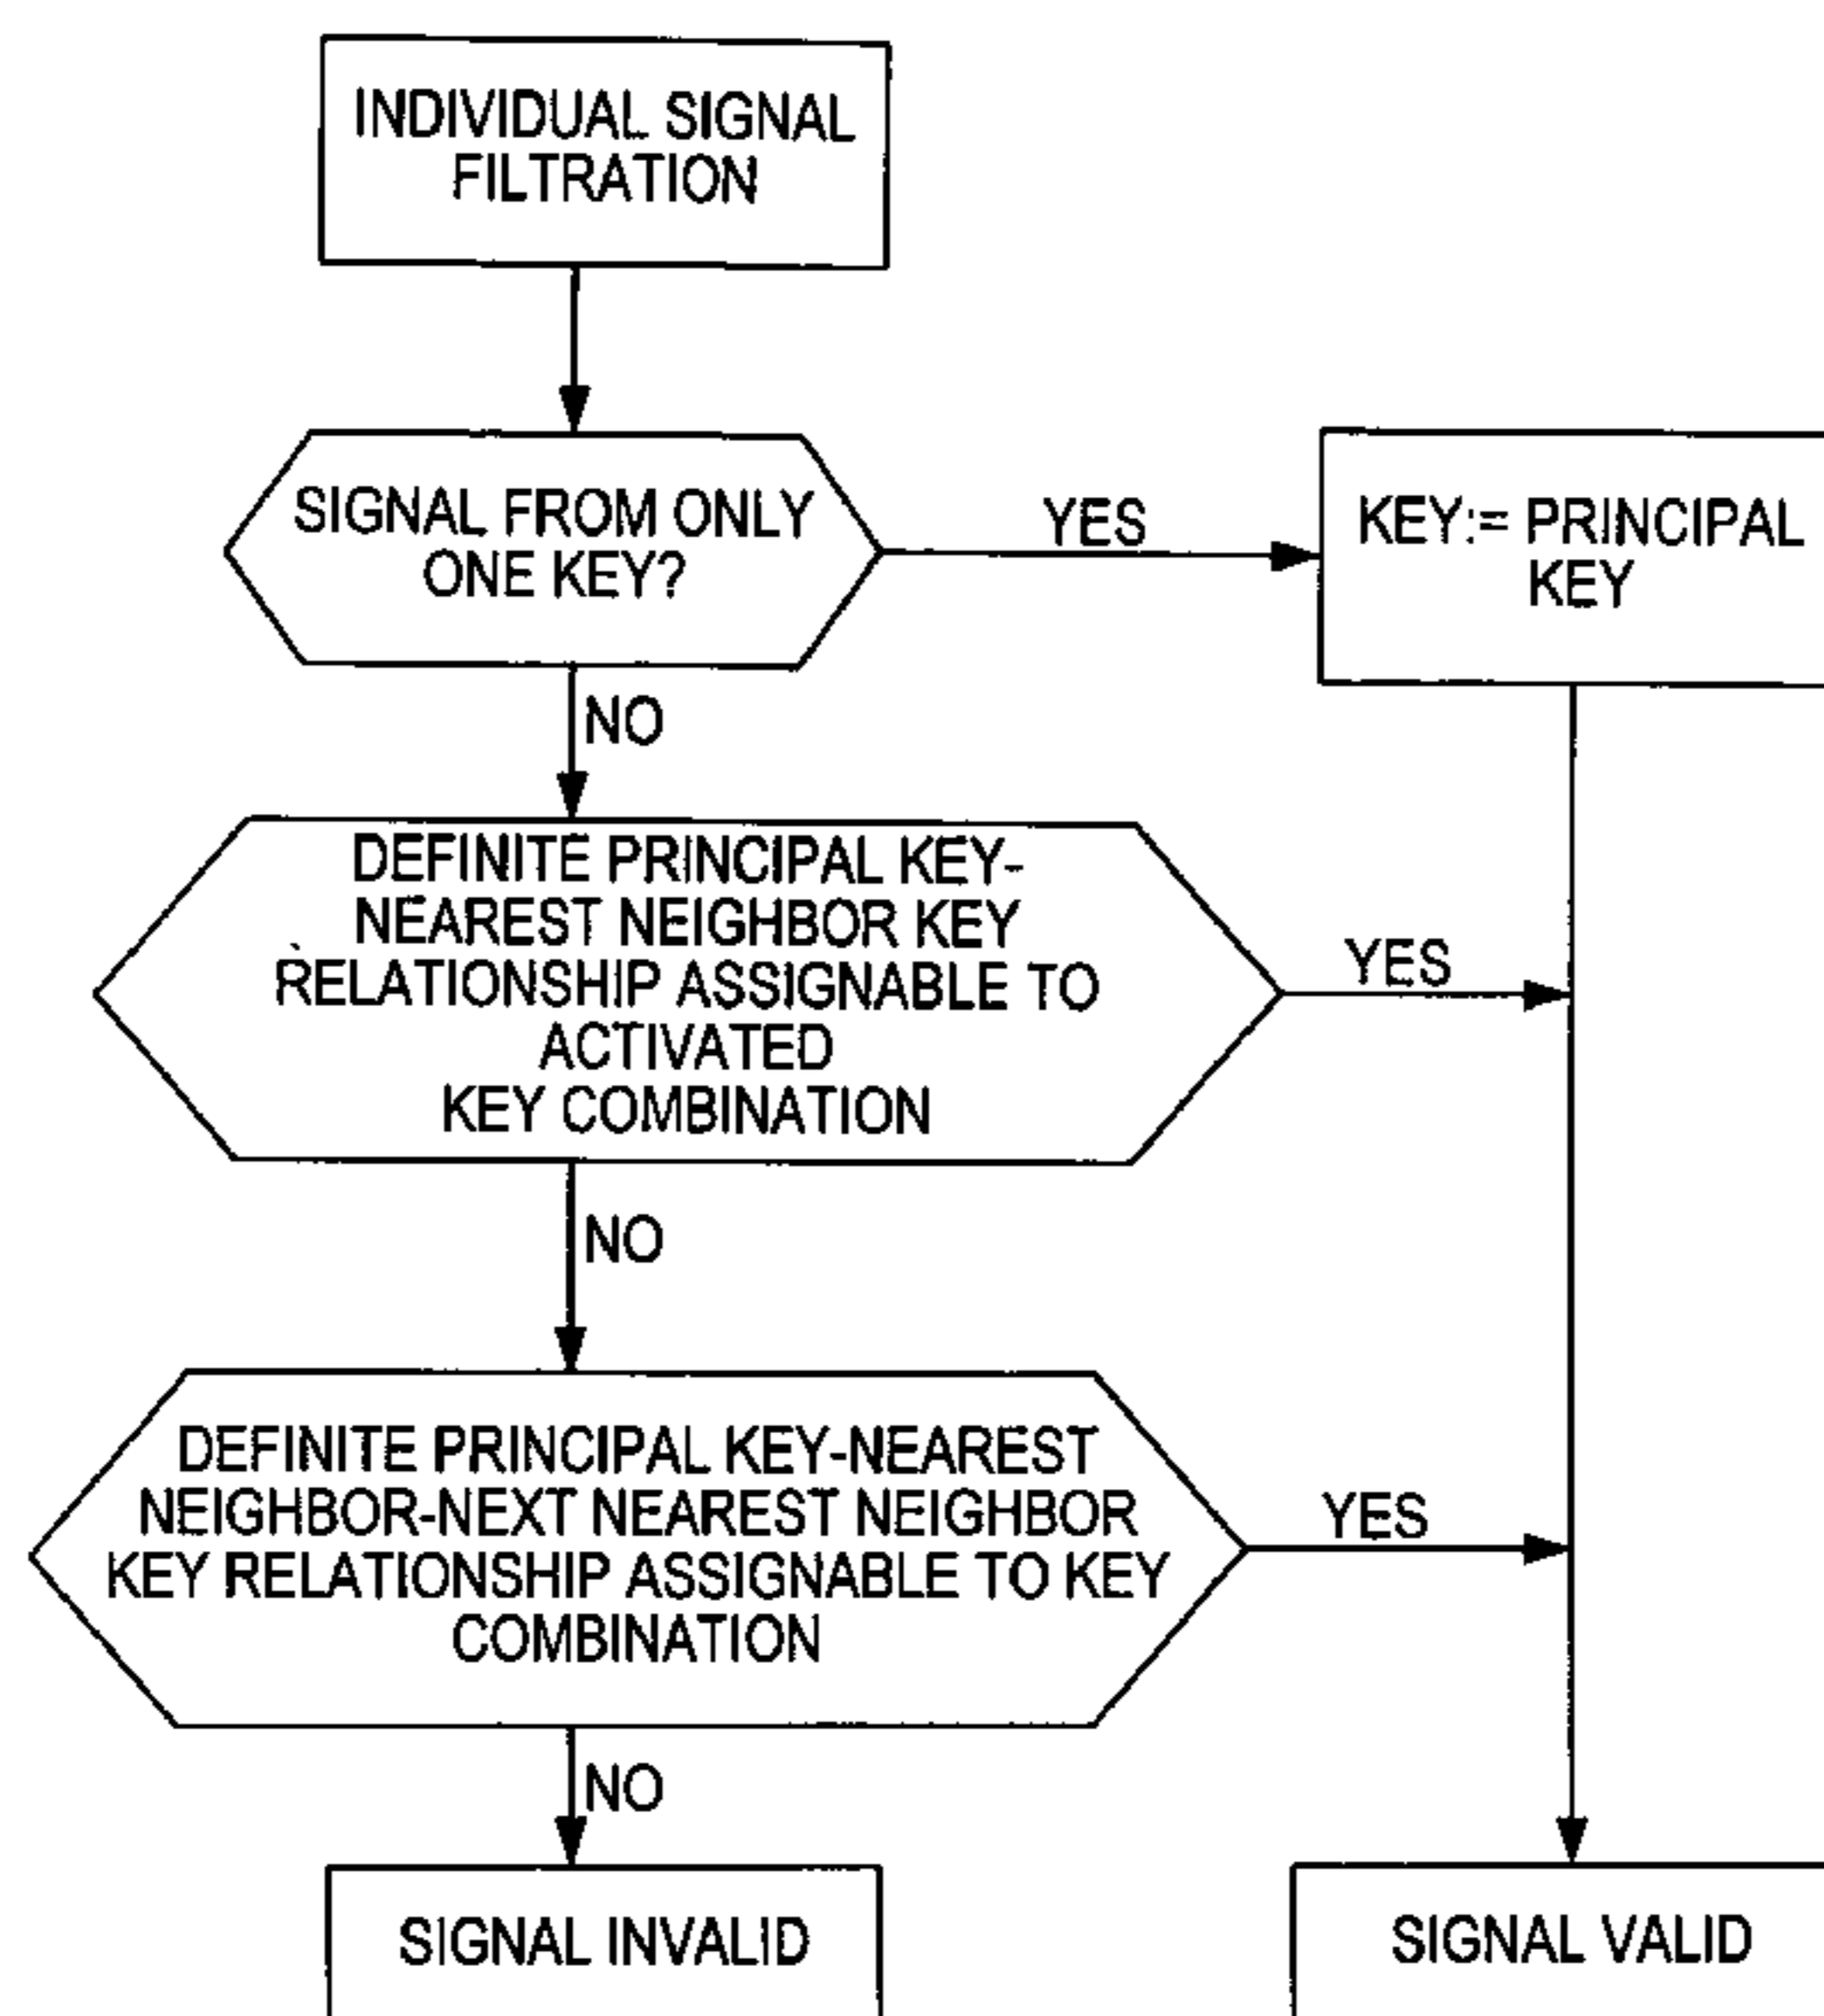 INDIVIDUAL SIGNAL
FILTRATION
SIGNAL FROM ONLY
ONE KEY?
YES
KEY:= PRINCIPAL
KEY
NO
DEFINITE PRINCIPAL KEY-
NEAREST NEIGHBOR KEY
RELATIONSHIP ASSIGNABLE TO
ACTIVATED
KEY COMBINATION
YES
NO
DEFINITE PRINCIPAL KEY-NEAREST
NEIGHBOR-NEXT NEAREST NEIGHBOR
KEY RELATIONSHIP ASSIGNABLE TO KEY
COMBINATION
YES
NO
SIGNAL INVALID
SIGNAL VALID